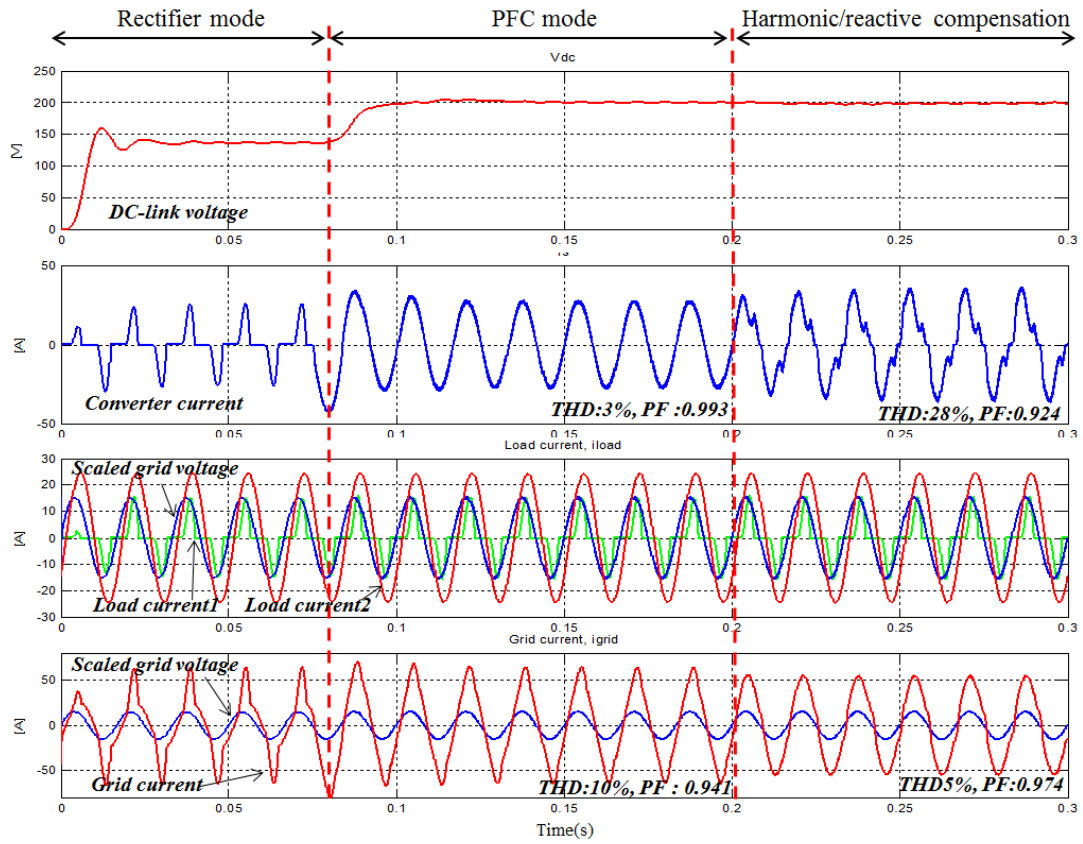 Rectifier mode PFC mode Harmonic/reactive compensation
Vdc
250
200
150
100
50
0
[V]
DC-link voltage
0 0.05 0.1 0.15 0.2 0.25 0.3
50
0
-50
[A]
Converter current THD:3%, PF :0.993 THD:28%, PF:0.924
0 0.05 0.1 0.15 0.2 0.25 0.3
Load current, iload
30
20
10
0
-10
-20
-30
[A]
Scaled grid voltage
Load current1 Load current2
0 0.05 0.1 0.15 0.2 0.25 0.3
Grid current, igrid
50
0
-50
[A]
Scaled grid voltage
Grid current THD:10%, PF : 0.941 THD5%, PF:0.974
0 0.05 0.1 0.15 0.2 0.25 0.3
Time(s)